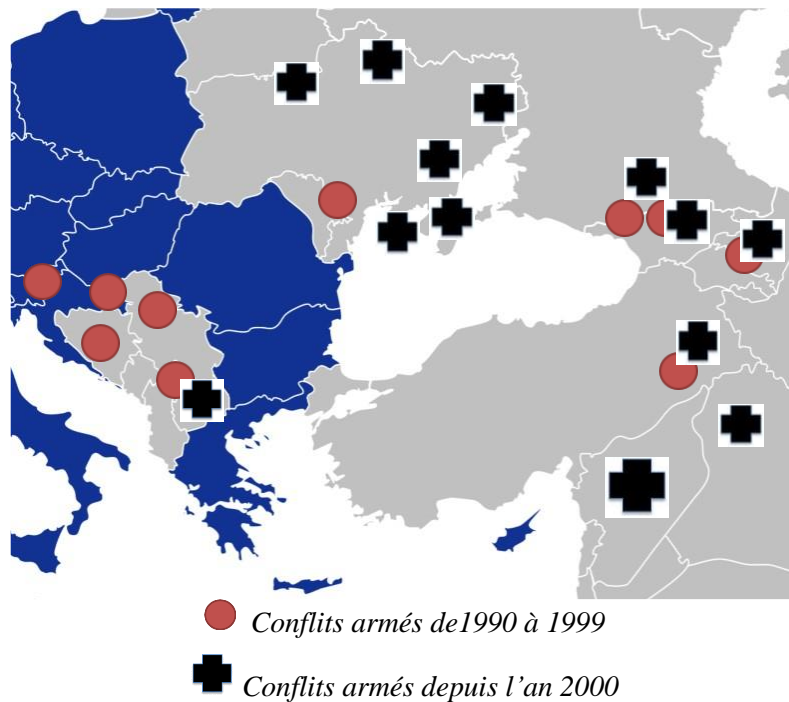 Conflits armés de1990 à 1999
Conflits armés depuis l’an 2000